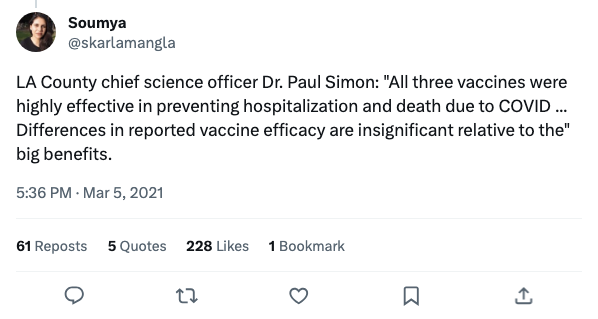 Soumya
@skarlamangla
LA County chief science officer Dr. Paul Simon: "All three vaccines were
highly effective in preventing hospitalization and death due to COVID ...
Differences in reported vaccine efficacy are insignificant relative to the"
big benefits.
5:36 PM · Mar 5, 2021
61 Reposts 5 Quotes 228 Likes 1 Bookmark